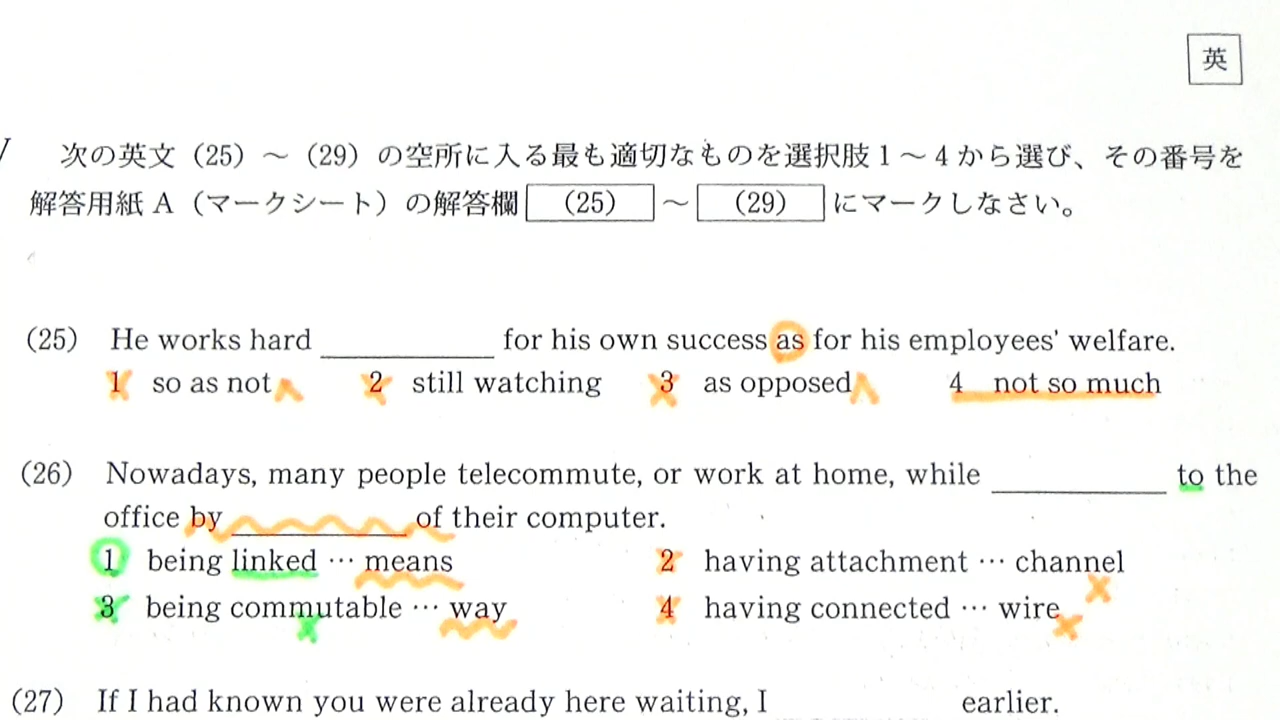 英
次の英文（25）～（29）の空所に入る最も適切なものを選択肢1～4から選び、その番号を
解答用紙A（マークシート）の解答欄 （25） ～ （29） にマークしなさい。
(25) He works hard ____________ for his own success as for his employees' welfare.
1 so as not 2 still watching 3 as opposed 4 not so much
(26) Nowadays, many people telecommute, or work at home, while ____________ to the
office by ____________ of their computer.
1 being linked … means 2 having attachment … channel
3 being commutable … way 4 having connected … wire
(27) If I had known you were already here waiting, I ____________ earlier.